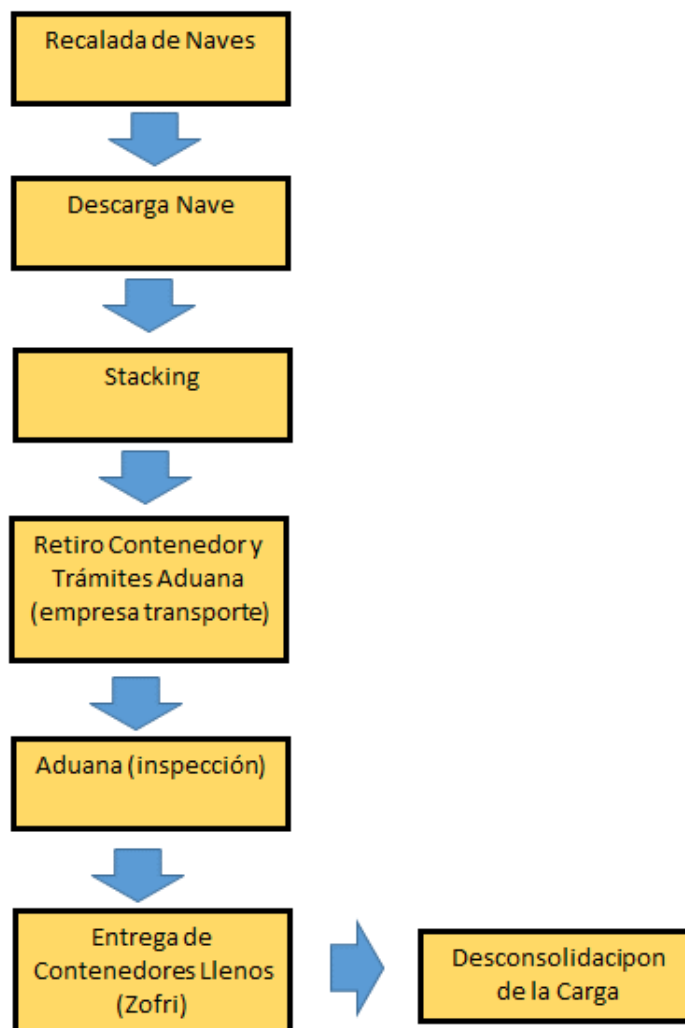 Recalada de Naves
Descarga Nave
Stacking
Retiro Contenedor y
Trámites Aduana
(empresa transporte)
Aduana (inspección)
Entrega de
Contenedores Llenos
(Zofri)
Desconsolidacipon
de la Carga